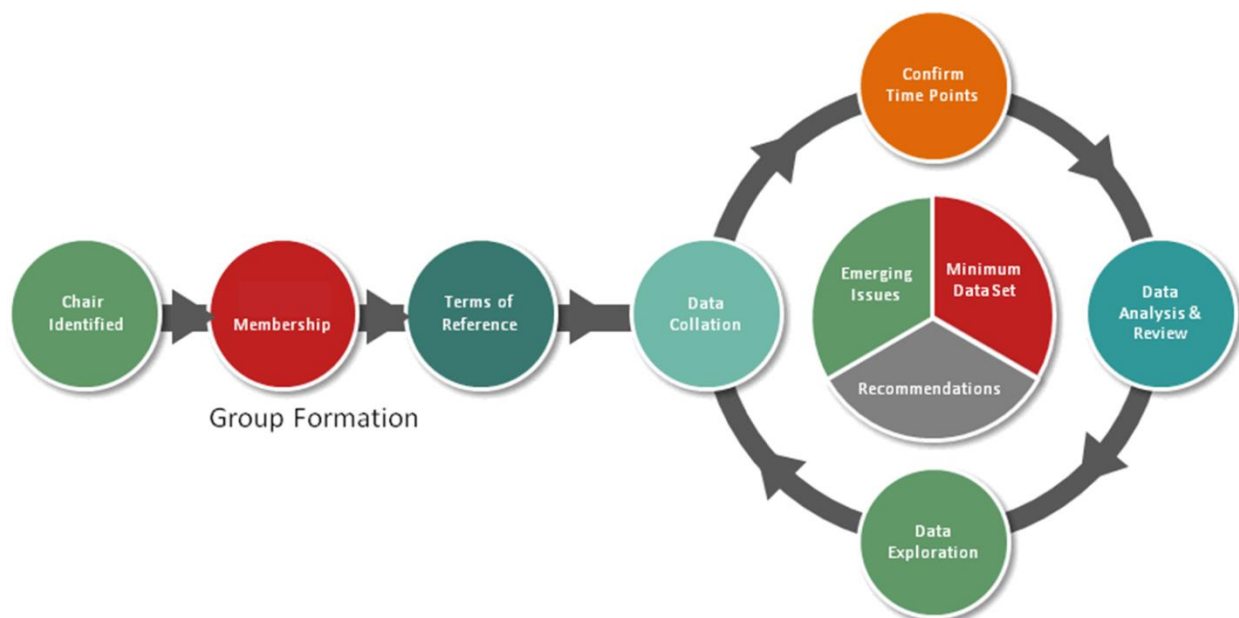 Chair
Identified
Membership
Terms of
Reference
Group Formation
Data
Collation
Confirm
Time Points
Data
Analysis &
Review
Data
Exploration
Emerging
Issues
Minimum
Data Set
Recommendations